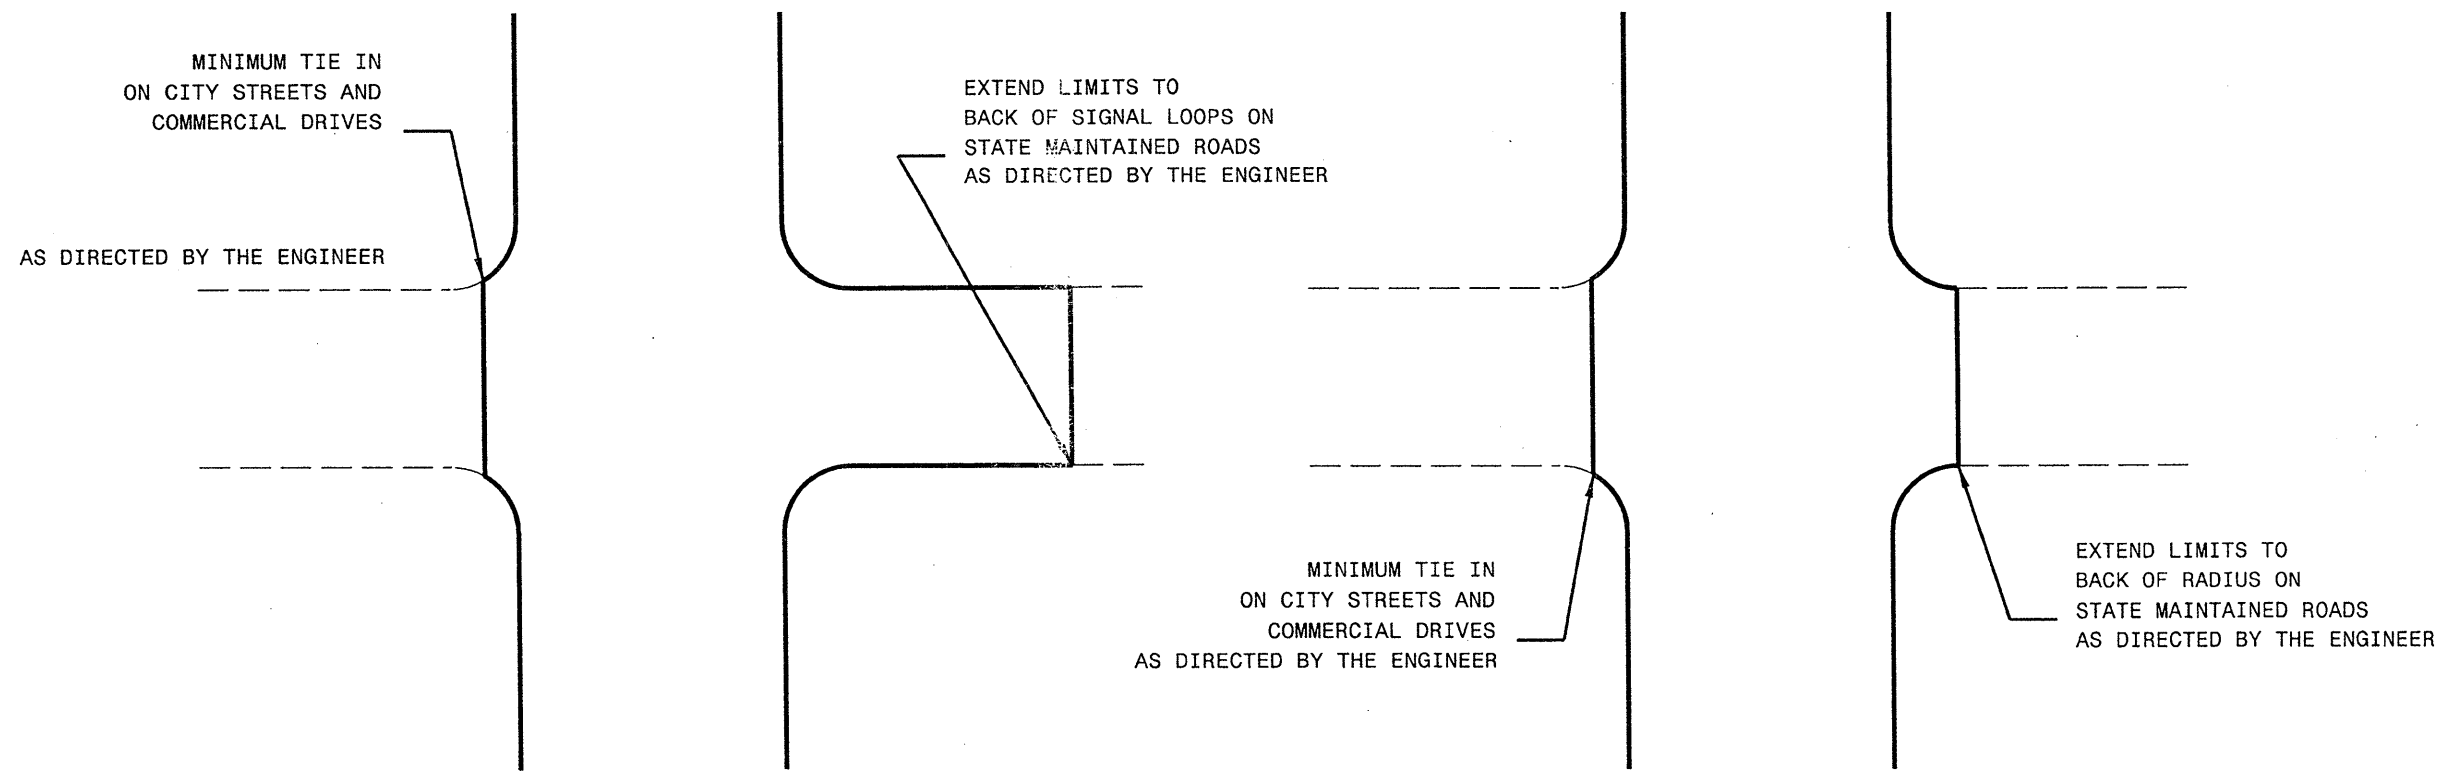 MINIMUM TIE IN
ON CITY STREETS AND
COMMERCIAL DRIVES
AS DIRECTED BY THE ENGINEER
EXTEND LIMITS TO
BACK OF SIGNAL LOOPS ON
STATE MAINTAINED ROADS
AS DIRECTED BY THE ENGINEER
MINIMUM TIE IN
ON CITY STREETS AND
COMMERCIAL DRIVES
AS DIRECTED BY THE ENGINEER
EXTEND LIMITS TO
BACK OF RADIUS ON
STATE MAINTAINED ROADS
AS DIRECTED BY THE ENGINEER